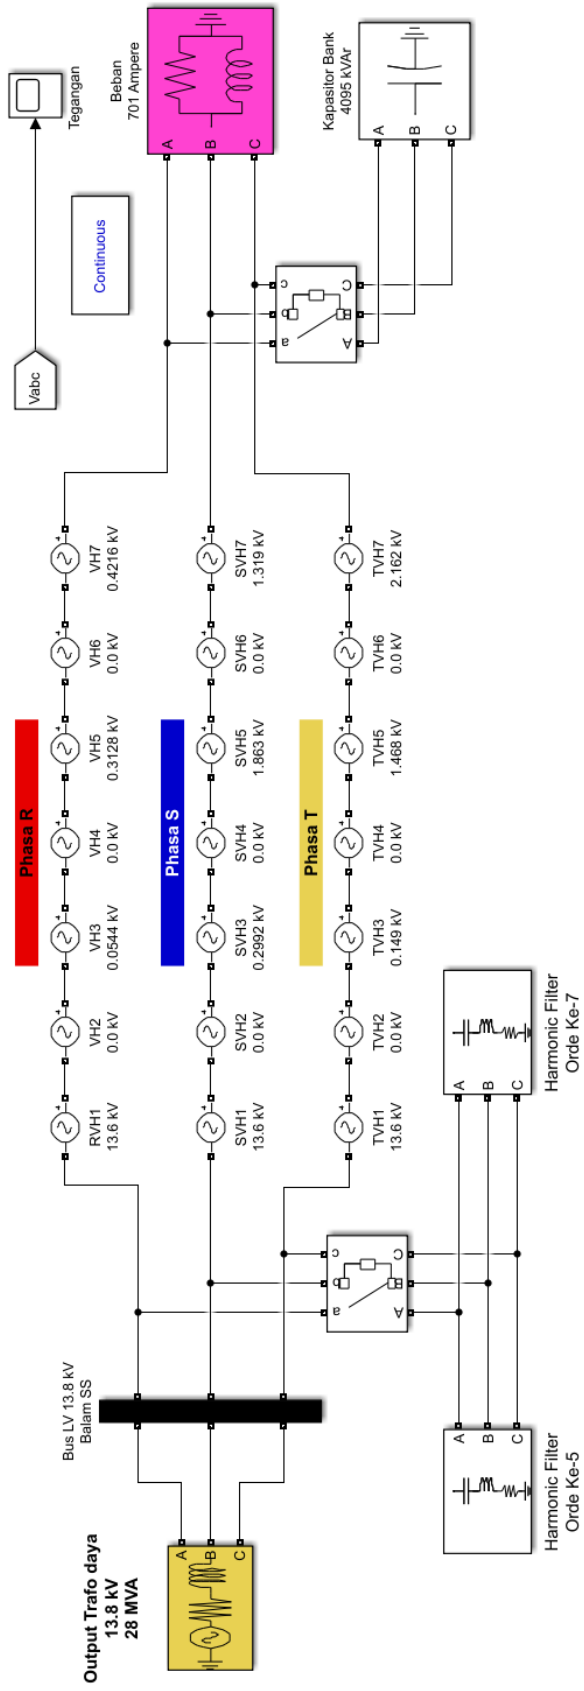 Output Trafo daya
13.8 kV
28 MVA
A
B
C
Bus LV 13.8 kV
Balam SS
Phasa R
RVH1
13.6 kV
VH2
0.0 kV
VH3
0.0544 kV
VH4
0.0 kV
VH5
0.3128 kV
VH6
0.0 kV
VH7
0.4216 kV
Phasa S
SVH1
13.6 kV
SVH2
0.0 kV
SVH3
0.2992 kV
SVH4
0.0 kV
SVH5
1.863 kV
SVH6
0.0 kV
SVH7
1.319 kV
Phasa T
TVH1
13.6 kV
TVH2
0.0 kV
TVH3
0.149 kV
TVH4
0.0 kV
TVH5
1.468 kV
TVH6
0.0 kV
TVH7
2.162 kV
Vabc
Tegangan
Continuous
Beban
701 Ampere
A
B
C
Kapasitor Bank
4095 kVAr
A
B
C
a
b
c
A
B
C
a
b
c
A
B
C
Harmonic Filter
Orde Ke-5
A
B
C
Harmonic Filter
Orde Ke-7
A
B
C